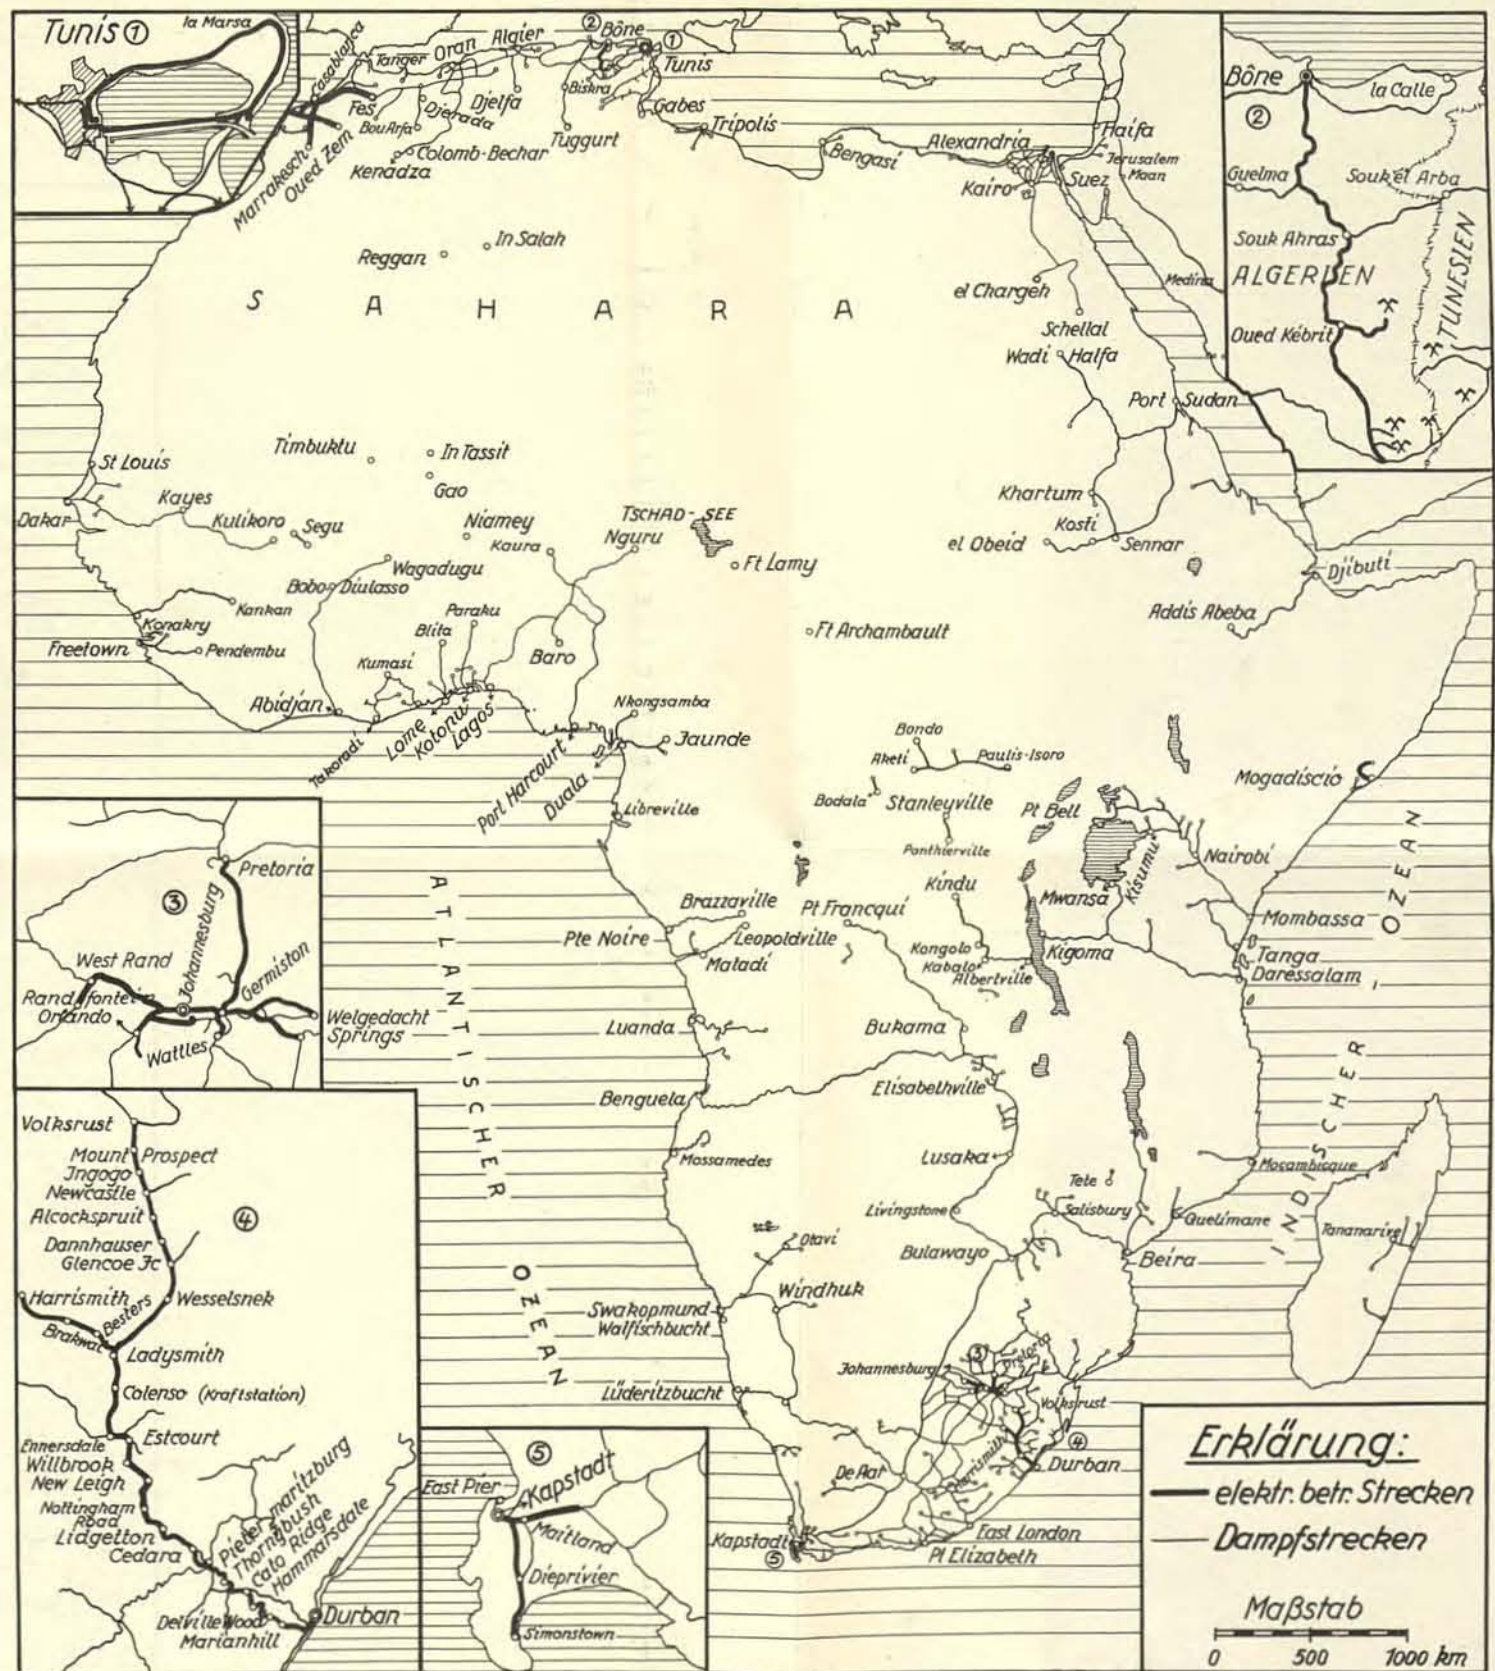 Tunis ①
la Marsa
Casablanca
Tanger
Oran
Algier
②
Bône
①
Tunis
Fes
Bou Arfa
Djerada
Djelfa
Biskra
Gabes
Tripolis
Tuggurt
Marrakesch
Oued Zem
Colomb-Bechar
Kenadza
Bengasi
Alexandria
Haifa
Jerusalem
Maan
Kairo
Suez
Reggan
In Salah
SAHARA
el Chargeh
Medina
Schellal
Wadi Halfa
Port Sudan
Bône
la Calle
②
Guelma
Souk el Arba
Souk Ahras
ALGERIEN
TUNESIEN
Oued Kébrit
Timbuktu
In Tassit
Gao
St Louis
Dakar
Kayes
Kulikoro
Segu
Niamey
Kaura
TSCHAD-SEE
Nguru
Ft Lamy
Khartum
Kosti
el Obeid
Sennar
Djibuti
Addis Abeba
Wagadugu
Bobo-Diulasso
Kankan
Konakry
Freetown
Pendembu
Paraku
Blita
Kumasi
Baro
Ft Archambault
Abidjan
Takoradi
Lome
Kotonu
Lagos
Port Harcourt
Duala
Nkongsamba
Jaunde
Libreville
Bondo
Aketi
Paulis-Isoro
Bodala
Stanleyville
Ponthierville
Pt Bell
Mogadiscio
Kisumu
Nairobi
Mwansa
Kindu
Kongolo
Kabalo
Albertville
Kigoma
Mombassa
Tanga
Daressalam
Brazzaville
Pte Noire
Leopoldville
Matadi
Pt Francqui
Luanda
Bukama
Benguela
Elisabethville
Mossamedes
Lusaka
Tete
Moçambique
Livingstone
Salisbury
Quelimane
Tananarive
Bulawayo
Beira
Otavi
Windhuk
Swakopmund
Walfischbucht
Lüderitzbucht
Johannesburg
③
Pretoria
Volksrust
④
Harrismith
Durban
De Aar
Kapstadt
⑤
East London
Pt Elizabeth
ATLANTISCHER OZEAN
INDISCHER OZEAN
③
Pretoria
Johannesburg
West Rand
Germiston
Randfontein
Orlando
Welgedacht
Springs
Wattles
④
Volksrust
Mount Prospect
Jngogo
Newcastle
Alcockspruit
Dannhauser
Glencoe Jc
Harrismith
Besters
Wesselsnek
Brakwal
Ladysmith
Colenso (Kraftstation)
Ennersdale
Estcourt
Willbrook
New Leigh
Nottingham
Road
Lidgetton
Cedara
Pietermaritzburg
Thornybush
Cato Ridge
Hammarsdale
Delville Wood
Marianhill
Durban
⑤
East Pier
Kapstadt
Maitland
Dieprivier
Simonstown
Erklärung:
elektr. betr. Strecken
Dampfstrecken
Maßstab
0 500 1000 km